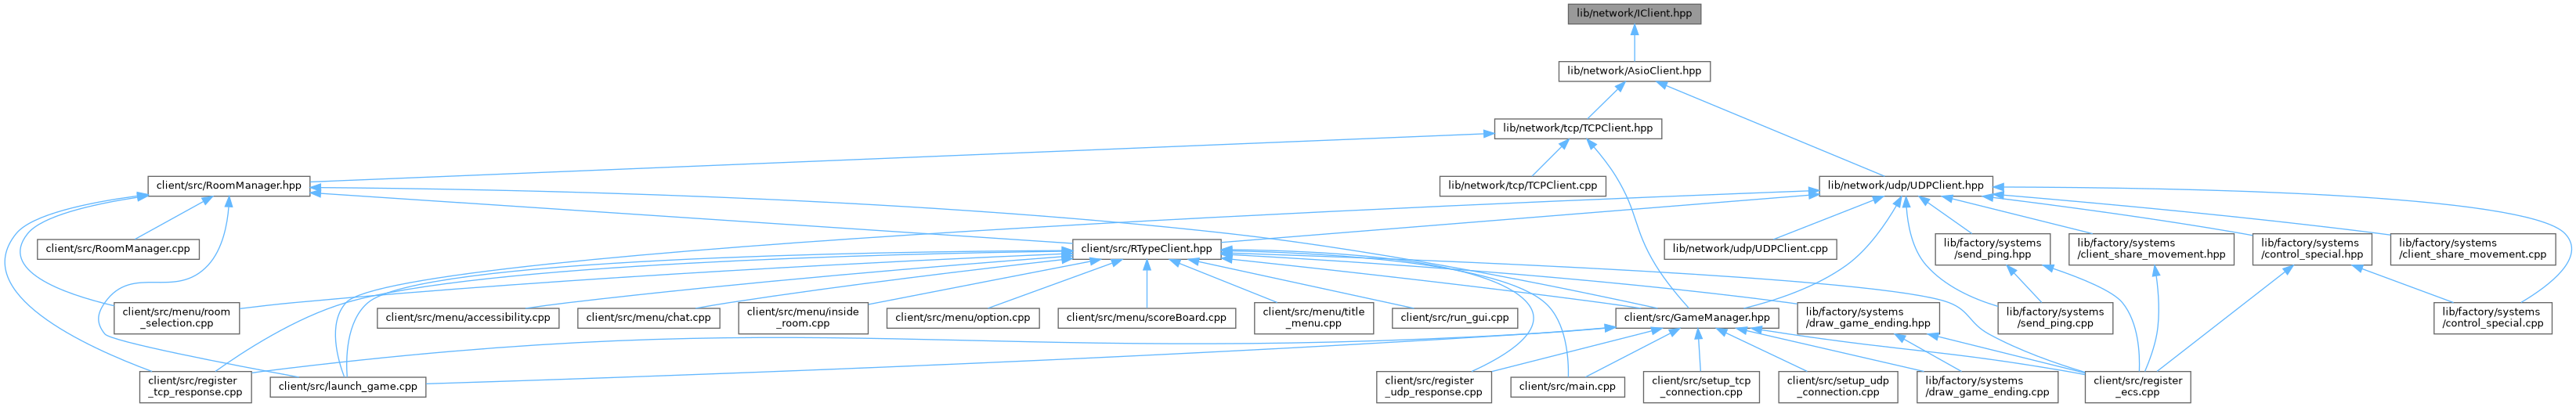 lib/network/IClient.hpp
lib/network/AsioClient.hpp
lib/network/tcp/TCPClient.hpp
client/src/RoomManager.hpp
lib/network/tcp/TCPClient.cpp
lib/network/udp/UDPClient.hpp
client/src/RoomManager.cpp
client/src/RTypeClient.hpp
lib/network/udp/UDPClient.cpp
lib/factory/systems
/send_ping.hpp
lib/factory/systems
/client_share_movement.hpp
lib/factory/systems
/control_special.hpp
lib/factory/systems
/client_share_movement.cpp
client/src/menu/room
_selection.cpp
client/src/menu/accessibility.cpp
client/src/menu/chat.cpp
client/src/menu/inside
_room.cpp
client/src/menu/option.cpp
client/src/menu/scoreBoard.cpp
client/src/menu/title
_menu.cpp
client/src/run_gui.cpp
client/src/GameManager.hpp
lib/factory/systems
/draw_game_ending.hpp
lib/factory/systems
/send_ping.cpp
lib/factory/systems
/control_special.cpp
client/src/register
_tcp_response.cpp
client/src/launch_game.cpp
client/src/register
_udp_response.cpp
client/src/main.cpp
client/src/setup_tcp
_connection.cpp
client/src/setup_udp
_connection.cpp
lib/factory/systems
/draw_game_ending.cpp
client/src/register
_ecs.cpp